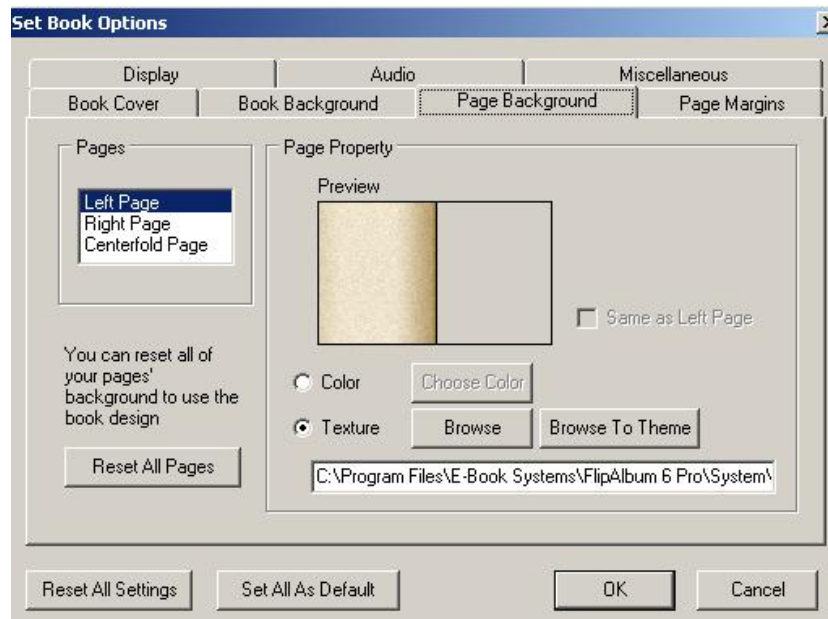 Set Book Options
Display
Audio
Miscellaneous
Book Cover
Book Background
Page Background
Page Margins
Pages
Left Page
Right Page
Centerfold Page
You can reset all of
your pages'
background to use the
book design
Reset All Pages
Page Property
Preview
Same as Left Page
Color
Choose Color
Texture
Browse
Browse To Theme
C:\Program Files\E-Book Systems\FlipAlbum 6 Pro\System\
Reset All Settings
Set All As Default
OK
Cancel